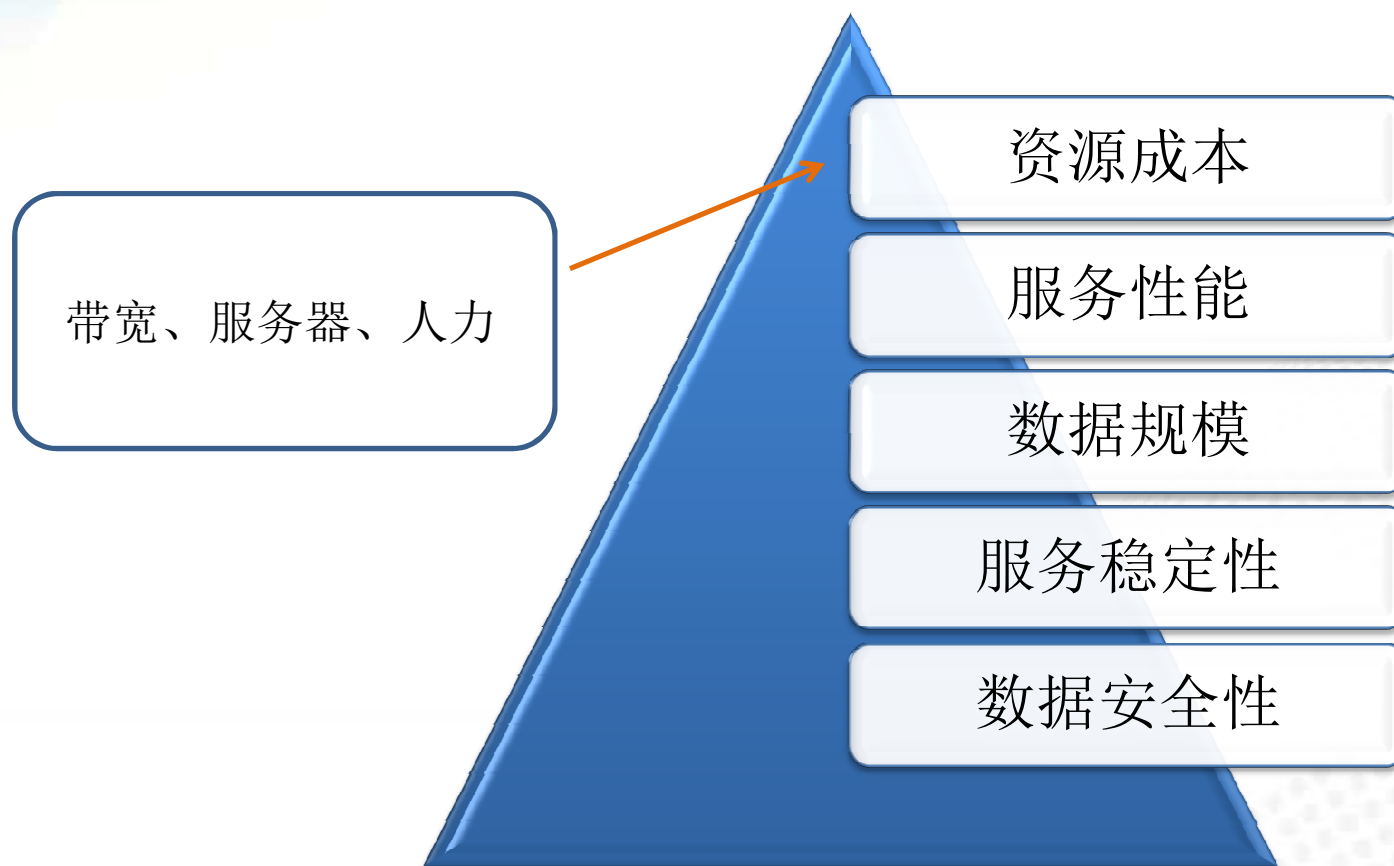 资源成本
带宽、服务器、人力
服务性能
数据规模
服务稳定性
数据安全性